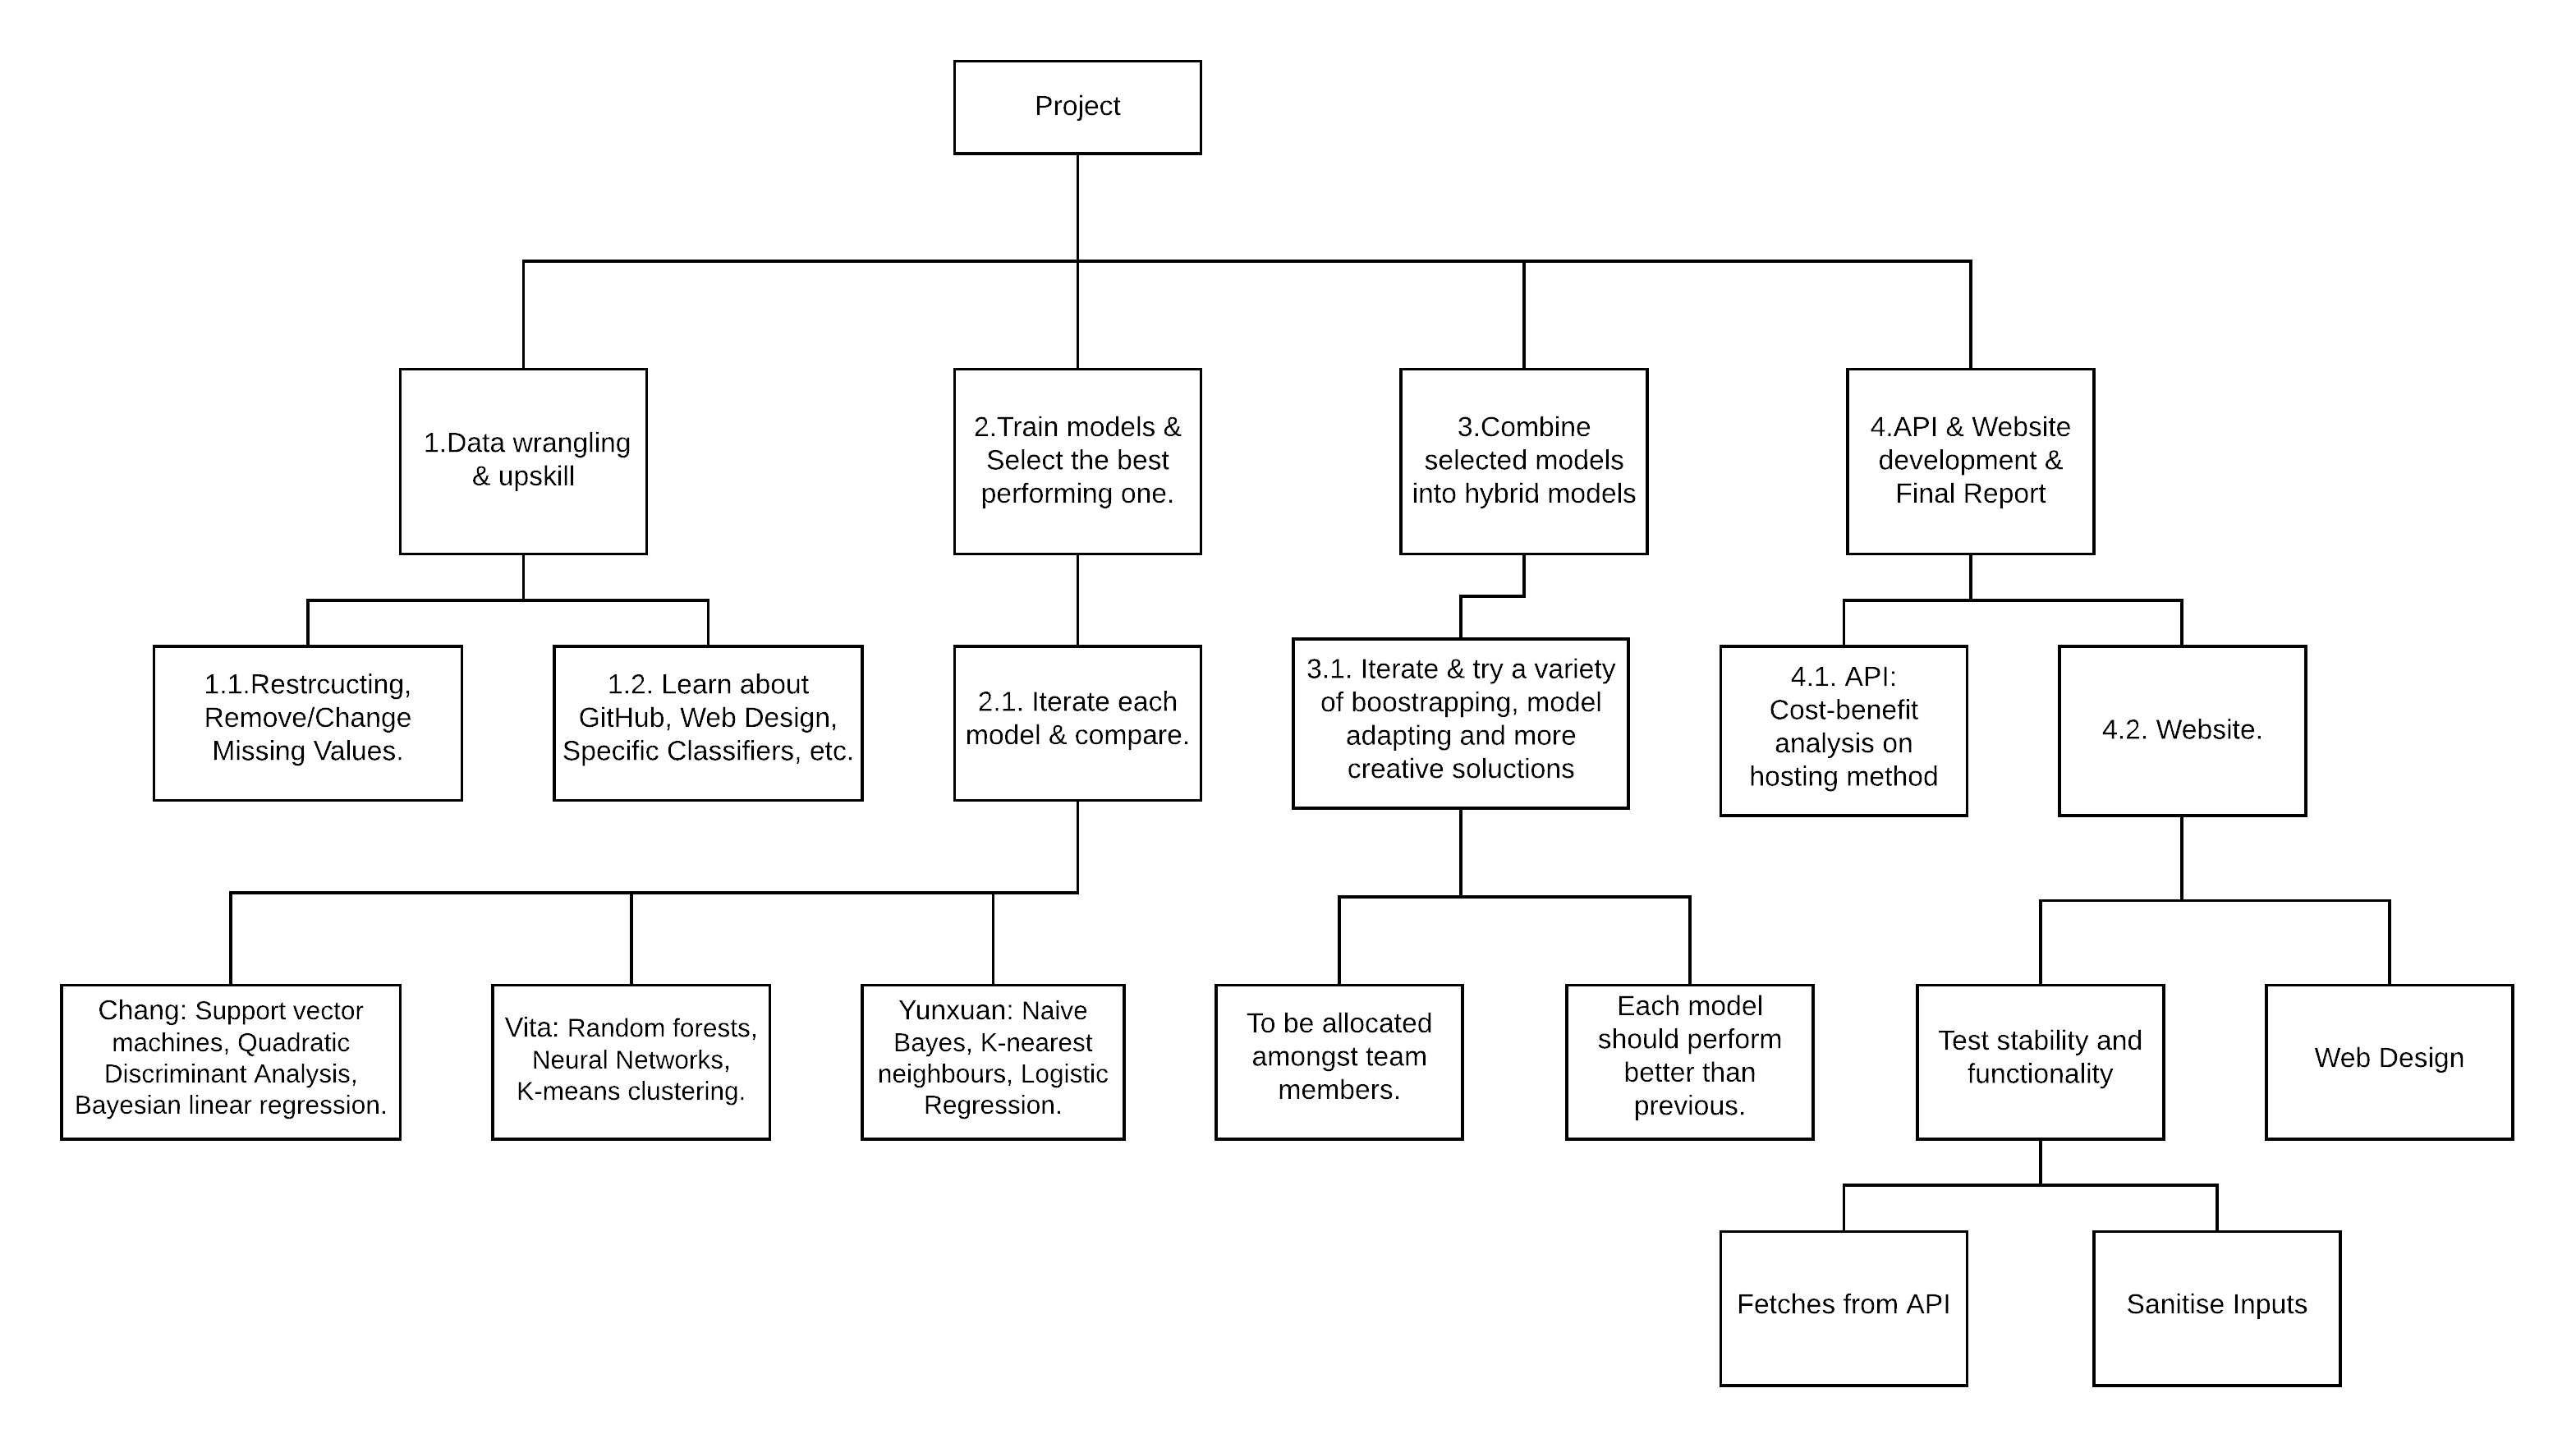 Project
1.Data wrangling
& upskill
2.Train models &
Select the best
performing one.
3.Combine
selected models
into hybrid models
4.API & Website
development &
Final Report
1.1.Restrcucting,
Remove/Change
Missing Values.
1.2. Learn about
GitHub, Web Design,
Specific Classifiers, etc.
2.1. Iterate each
model & compare.
3.1. Iterate & try a variety
of boostrapping, model
adapting and more
creative soluctions
4.1. API:
Cost-benefit
analysis on
hosting method
4.2. Website.
Chang: Support vector
machines, Quadratic
Discriminant Analysis,
Bayesian linear regression.
Vita: Random forests,
Neural Networks,
K-means clustering.
Yunxuan: Naive
Bayes, K-nearest
neighbours, Logistic
Regression.
To be allocated
amongst team
members.
Each model
should perform
better than
previous.
Test stability and
functionality
Web Design
Fetches from API
Sanitise Inputs